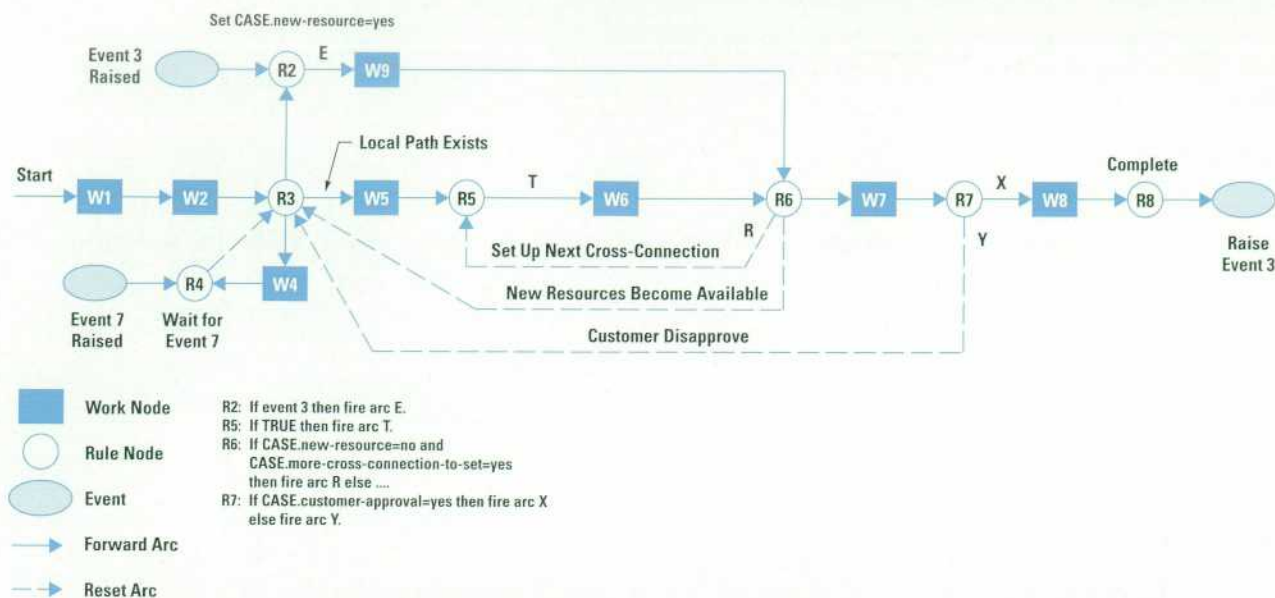 Set CASE.new-resource=yes
Event 3
Raised
R2
E
W9
Local Path Exists
Start
W1
W2
R3
W5
R5
T
W6
R6
W7
R7
X
W8
Complete
R8
Raise
Event 3
R
Y
Set Up Next Cross-Connection
New Resources Become Available
Customer Disapprove
R4
W4
Event 7
Raised
Wait for
Event 7
Work Node
Rule Node
Event
Forward Arc
Reset Arc
R2: If event 3 then fire arc E.
R5: If TRUE then fire arc T.
R6: If CASE.new-resource=no and
CASE.more-cross-connection-to-set=yes
then fire arc R else ....
R7: If CASE.customer-approval=yes then fire arc X
else fire arc Y.